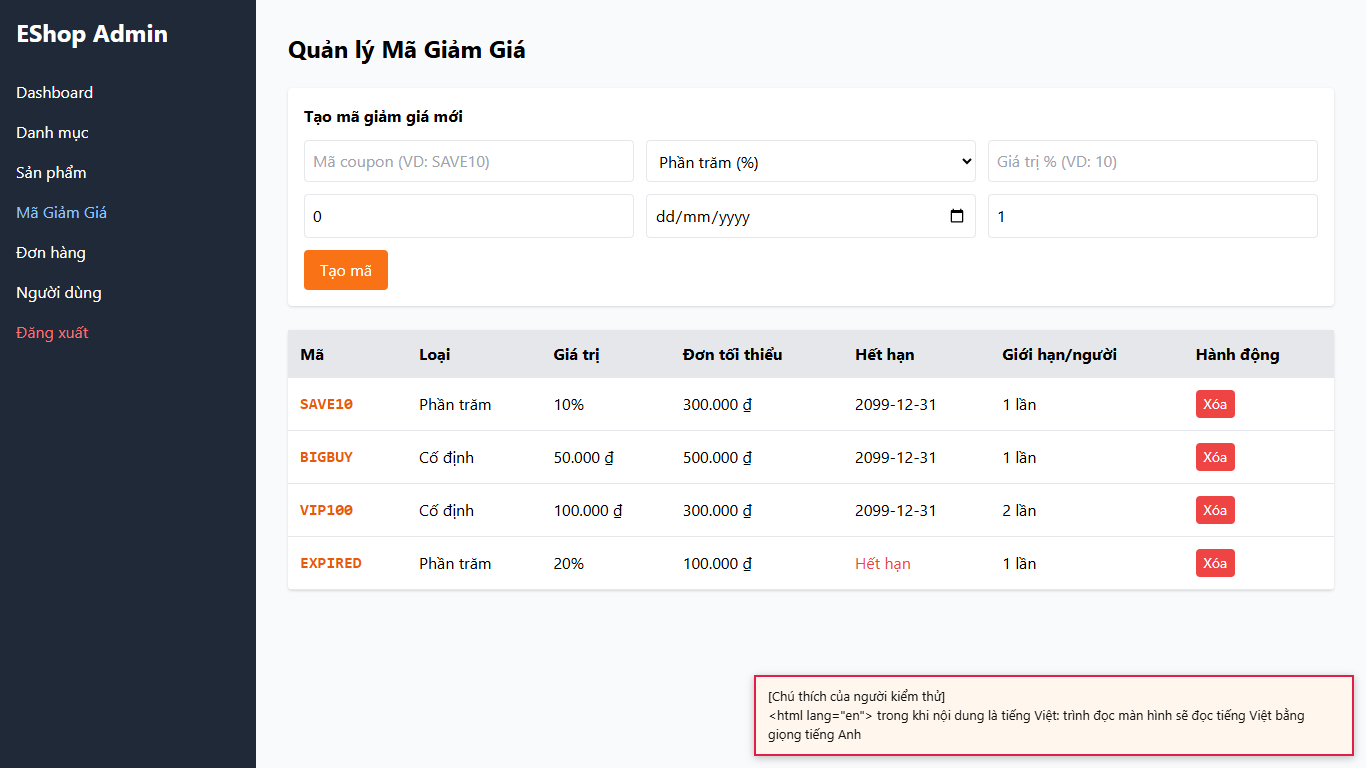 EShop Admin
Dashboard
Danh mục
Sản phẩm
Mã Giảm Giá
Đơn hàng
Người dùng
Đăng xuất
Quản lý Mã Giảm Giá
Tạo mã giảm giá mới
Mã coupon (VD: SAVE10) Phần trăm (%) Giá trị % (VD: 10)
0 dd/mm/yyyy 1
Tạo mã
Mã Loại Giá trị Đơn tối thiểu Hết hạn Giới hạn/người Hành động
SAVE10 Phần trăm 10% 300.000 ₫ 2099-12-31 1 lần Xóa
BIGBUY Cố định 50.000 ₫ 500.000 ₫ 2099-12-31 1 lần Xóa
VIP100 Cố định 100.000 ₫ 300.000 ₫ 2099-12-31 2 lần Xóa
EXPIRED Phần trăm 20% 100.000 ₫ Hết hạn 1 lần Xóa
[Chú thích của người kiểm thử]
<html lang="en"> trong khi nội dung là tiếng Việt: trình đọc màn hình sẽ đọc tiếng Việt bằng
giọng tiếng Anh